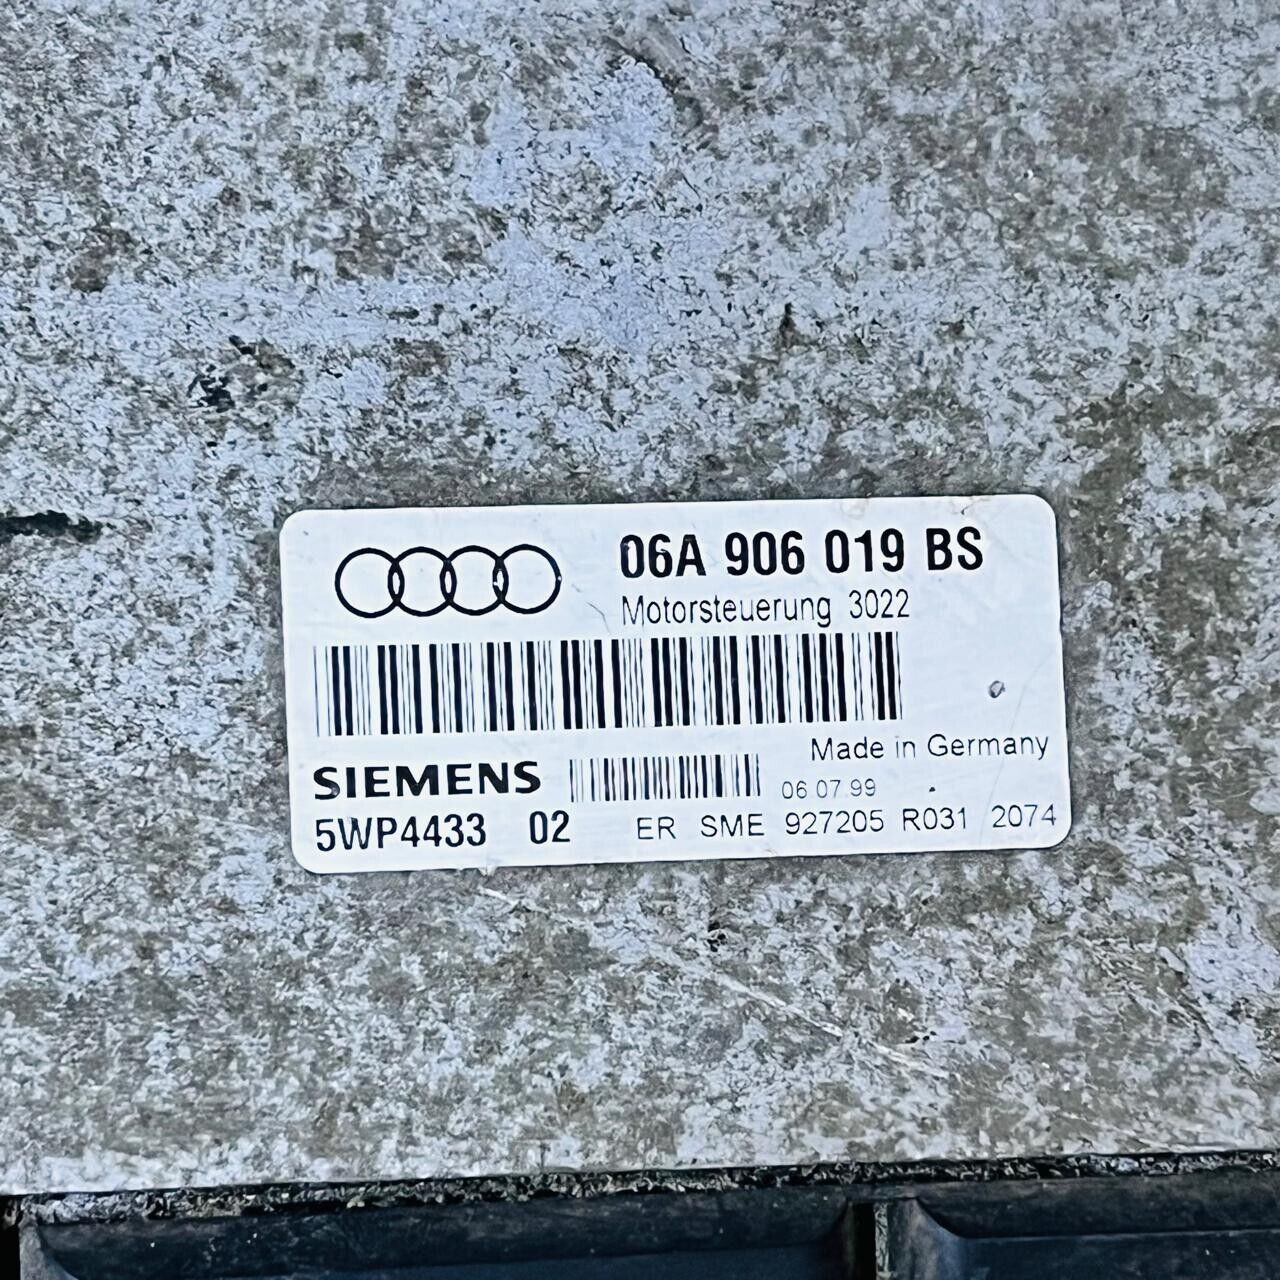 06A 906 019 BS
Motorsteuerung 3022
Made in Germany
SIEMENS
06.07.99
5WP4433 02
ER SME 927205 R031 2074